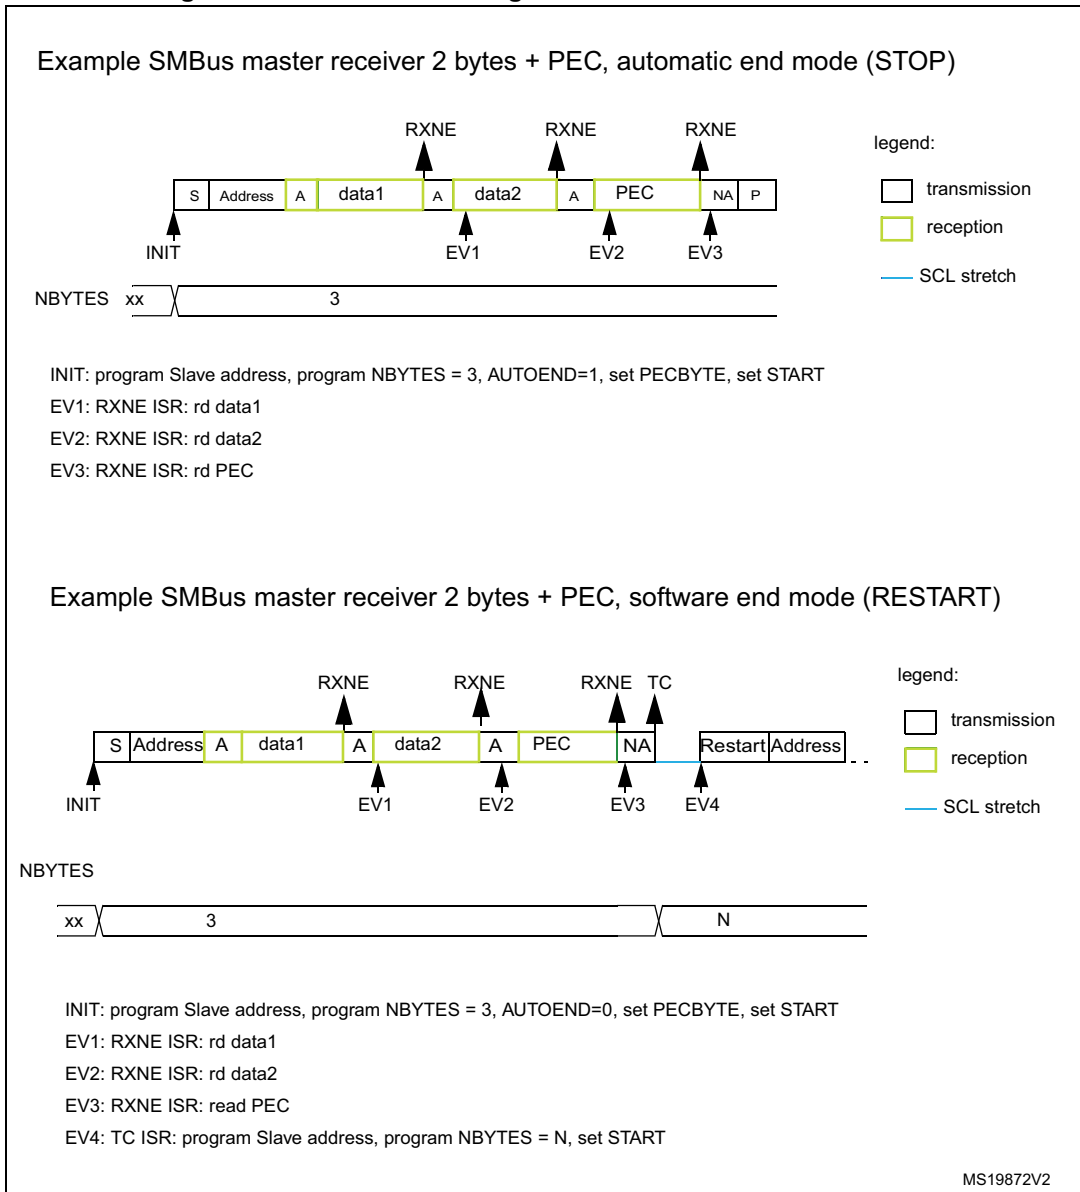 Example SMBus master receiver 2 bytes + PEC, automatic end mode (STOP)
RXNE RXNE RXNE
legend:
S Address A data1 A data2 A PEC NA P
transmission
reception
INIT EV1 EV2 EV3
SCL stretch
NBYTES xx 3
INIT: program Slave address, program NBYTES = 3, AUTOEND=1, set PECBYTE, set START
EV1: RXNE ISR: rd data1
EV2: RXNE ISR: rd data2
EV3: RXNE ISR: rd PEC
Example SMBus master receiver 2 bytes + PEC, software end mode (RESTART)
RXNE RXNE RXNE TC
legend:
S Address A data1 A data2 A PEC NA Restart Address
transmission
reception
INIT EV1 EV2 EV3 EV4
SCL stretch
NBYTES
xx 3 N
INIT: program Slave address, program NBYTES = 3, AUTOEND=0, set PECBYTE, set START
EV1: RXNE ISR: rd data1
EV2: RXNE ISR: rd data2
EV3: RXNE ISR: read PEC
EV4: TC ISR: program Slave address, program NBYTES = N, set START
MS19872V2